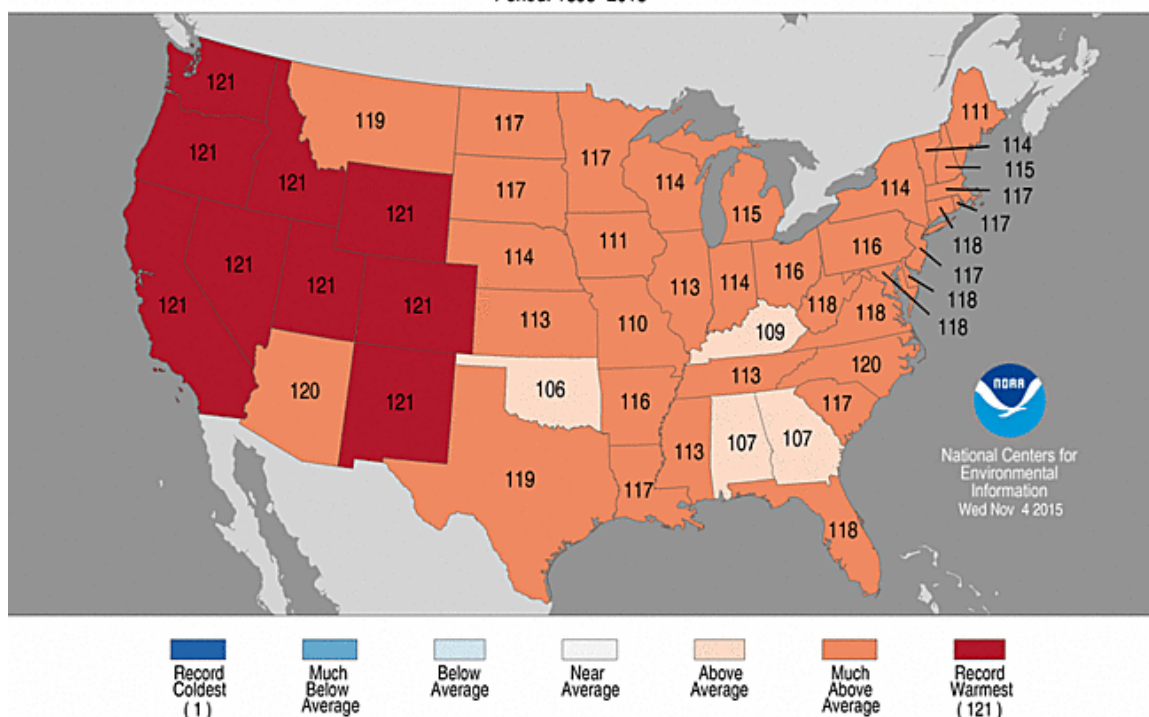 121
119
117
117
111
121
121
117
114
114
114
115
117
117
118
117
118
118
121
117
115
111
114
116
116
121
121
121
121
113
114
118
118
113
110
109
120
120
121
106
116
113
117
NOAA
119
117
113
107
107
118
National Centers for
Environmental
Information
Wed Nov 4 2015
Record
Coldest
(1)
Much
Below
Average
Below
Average
Near
Average
Above
Average
Much
Above
Average
Record
Warmest
(121)